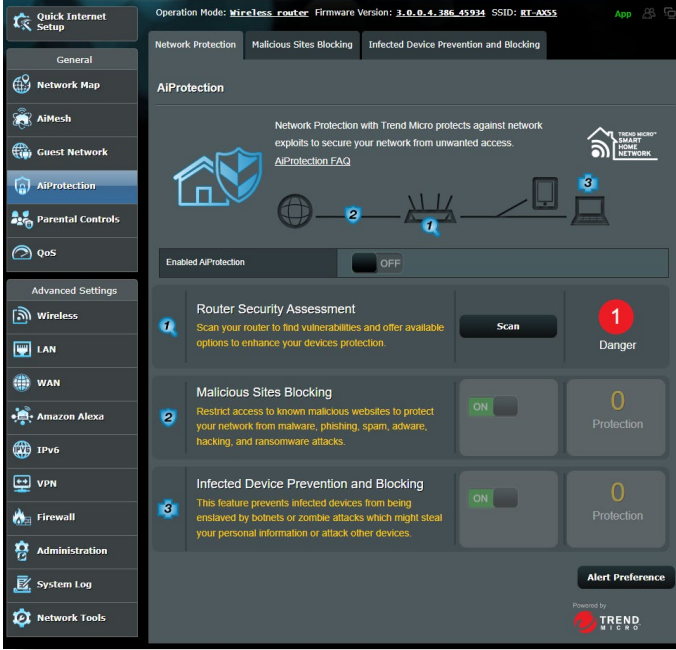 Quick Internet
Setup
Operation Mode: Wireless router Firmware Version: 3.0.0.4.386_45934 SSID: RT-AX55
App
General
Network Map
AiMesh
Guest Network
AiProtection
Parental Controls
QoS
Advanced Settings
Wireless
LAN
WAN
Amazon Alexa
IPv6
VPN
Firewall
Administration
System Log
Network Tools
Network Protection
Malicious Sites Blocking
Infected Device Prevention and Blocking
AiProtection
Network Protection with Trend Micro protects against network
exploits to secure your network from unwanted access.
AiProtection FAQ
TREND MICRO™
SMART
HOME
NETWORK
2
1
3
Enabled AiProtection
OFF
1
Router Security Assessment
Scan your router to find vulnerabilities and offer available
options to enhance your devices protection.
Scan
1
Danger
2
Malicious Sites Blocking
Restrict access to known malicious websites to protect
your network from malware, phishing, spam, adware,
hacking, and ransomware attacks.
ON
0
Protection
3
Infected Device Prevention and Blocking
This feature prevents infected devices from being
enslaved by botnets or zombie attacks which might steal
your personal information or attack other devices.
ON
0
Protection
Alert Preference
Powered by
TREND
MICRO